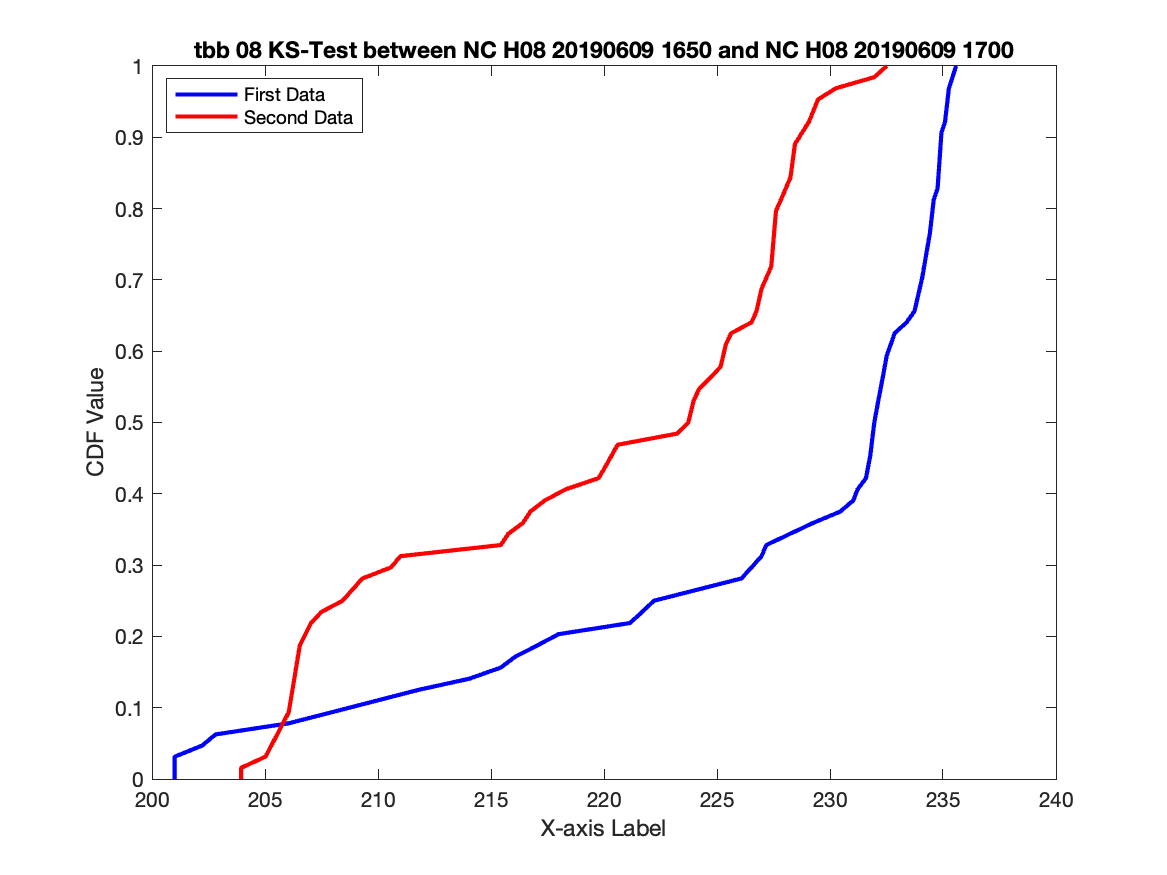 tbb 08 KS-Test between NC H08 20190609 1650 and NC H08 20190609 1700
First Data
Second Data
1
0.9
0.8
0.7
0.6
0.5
0.4
0.3
0.2
0.1
0
CDF Value
200 205 210 215 220 225 230 235 240
X-axis Label